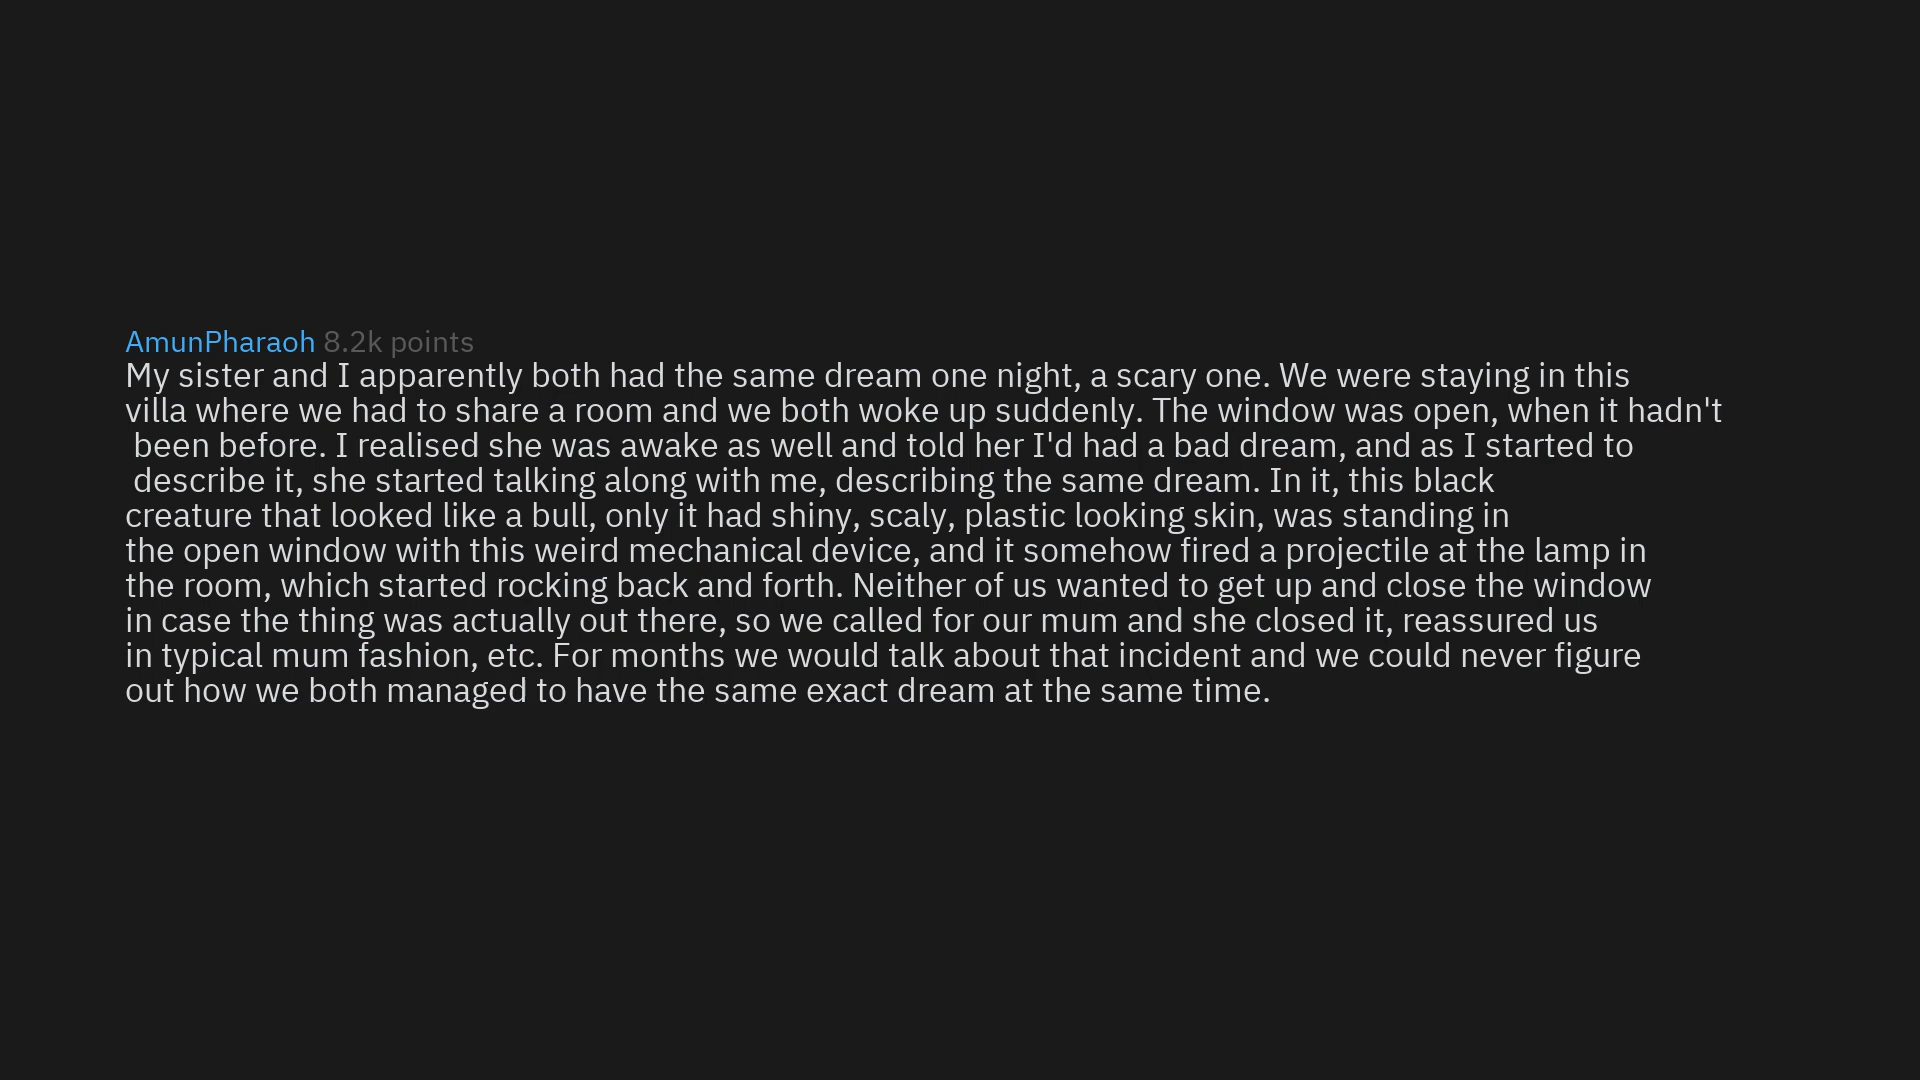 AmunPharaoh 8.2k points
My sister and I apparently both had the same dream one night, a scary one. We were staying in this
villa where we had to share a room and we both woke up suddenly. The window was open, when it hadn't
been before. I realised she was awake as well and told her I'd had a bad dream, and as I started to
describe it, she started talking along with me, describing the same dream. In it, this black
creature that looked like a bull, only it had shiny, scaly, plastic looking skin, was standing in
the open window with this weird mechanical device, and it somehow fired a projectile at the lamp in
the room, which started rocking back and forth. Neither of us wanted to get up and close the window
in case the thing was actually out there, so we called for our mum and she closed it, reassured us
in typical mum fashion, etc. For months we would talk about that incident and we could never figure
out how we both managed to have the same exact dream at the same time.